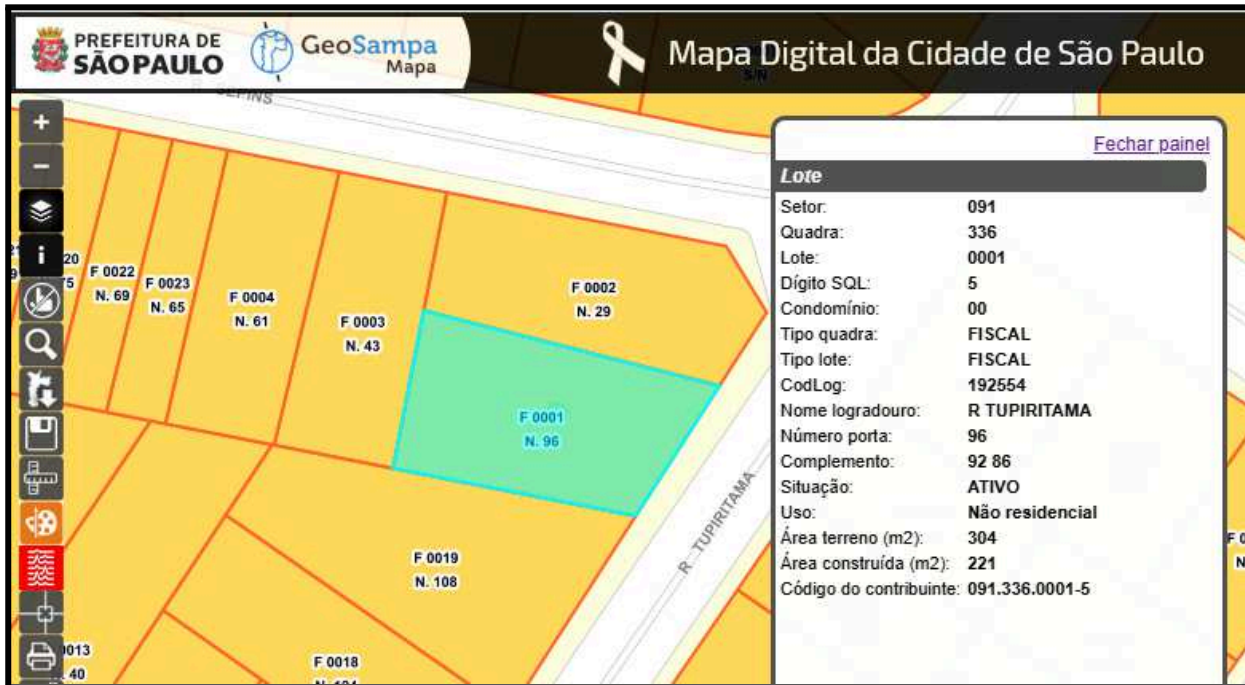 PREFEITURA DE
SÃO PAULO
GeoSampa
Mapa
Mapa Digital da Cidade de São Paulo
S/N
SEPINS
Fechar painel
Lote
Setor: 091
Quadra: 336
Lote: 0001
Dígito SQL: 5
Condomínio: 00
Tipo quadra: FISCAL
Tipo lote: FISCAL
CodLog: 192554
Nome logradouro: R TUPIRITAMA
Número porta: 96
Complemento: 92 86
Situação: ATIVO
Uso: Não residencial
Área terreno (m2): 304
Área construída (m2): 221
Código do contribuinte: 091.336.0001-5
F 0022
N. 69
F 0023
N. 65
F 0004
N. 61
F 0003
N. 43
F 0002
N. 29
F 0001
N. 96
F 0019
N. 108
R TUPIRITAMA
F 0018
0013
40